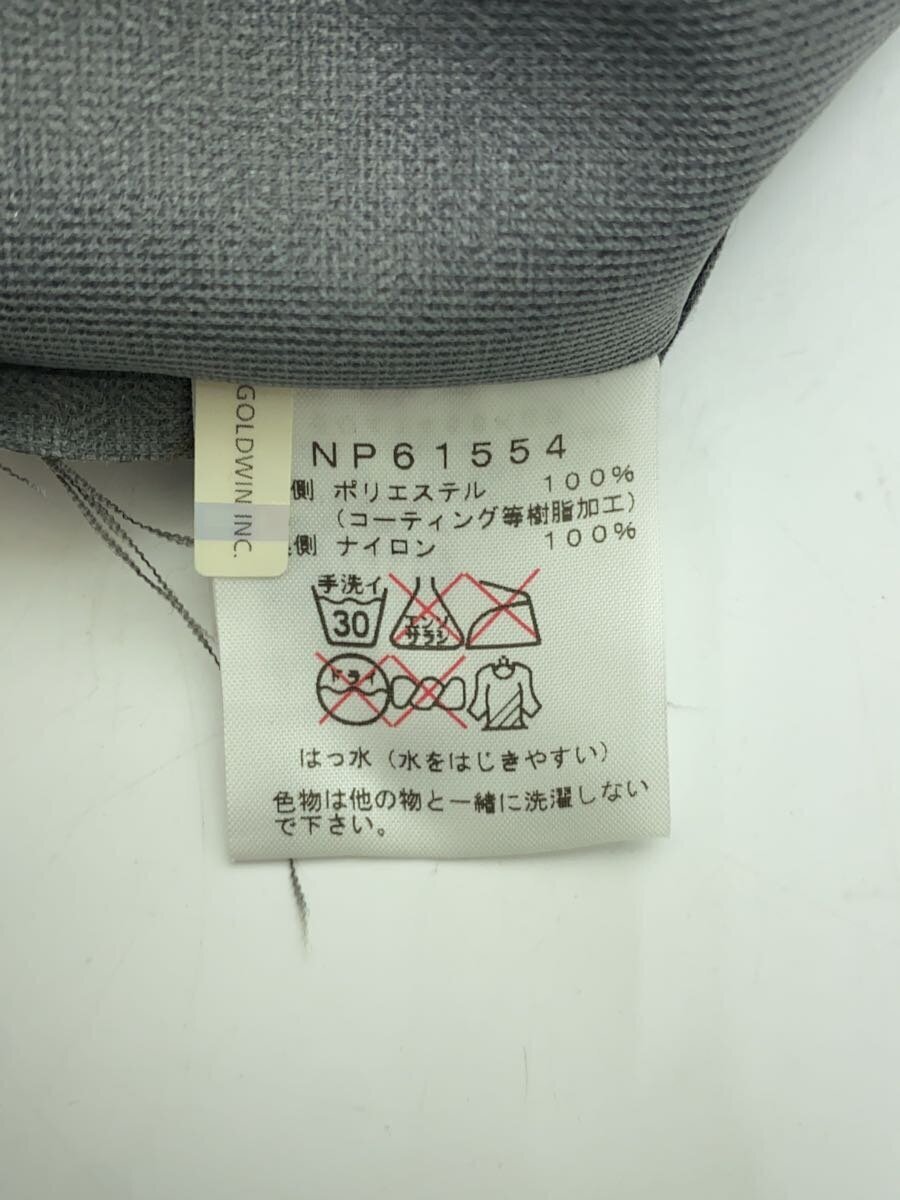 GOLDWIN INC.
NP61554
側 ポリエステル 100%
(コーティング等樹脂加工)
側 ナイロン 100%
手洗イ
30
エンソ
サラシ
ドライ
はっ水(水をはじきやすい)
色物は他の物と一緒に洗濯しない
で下さい。